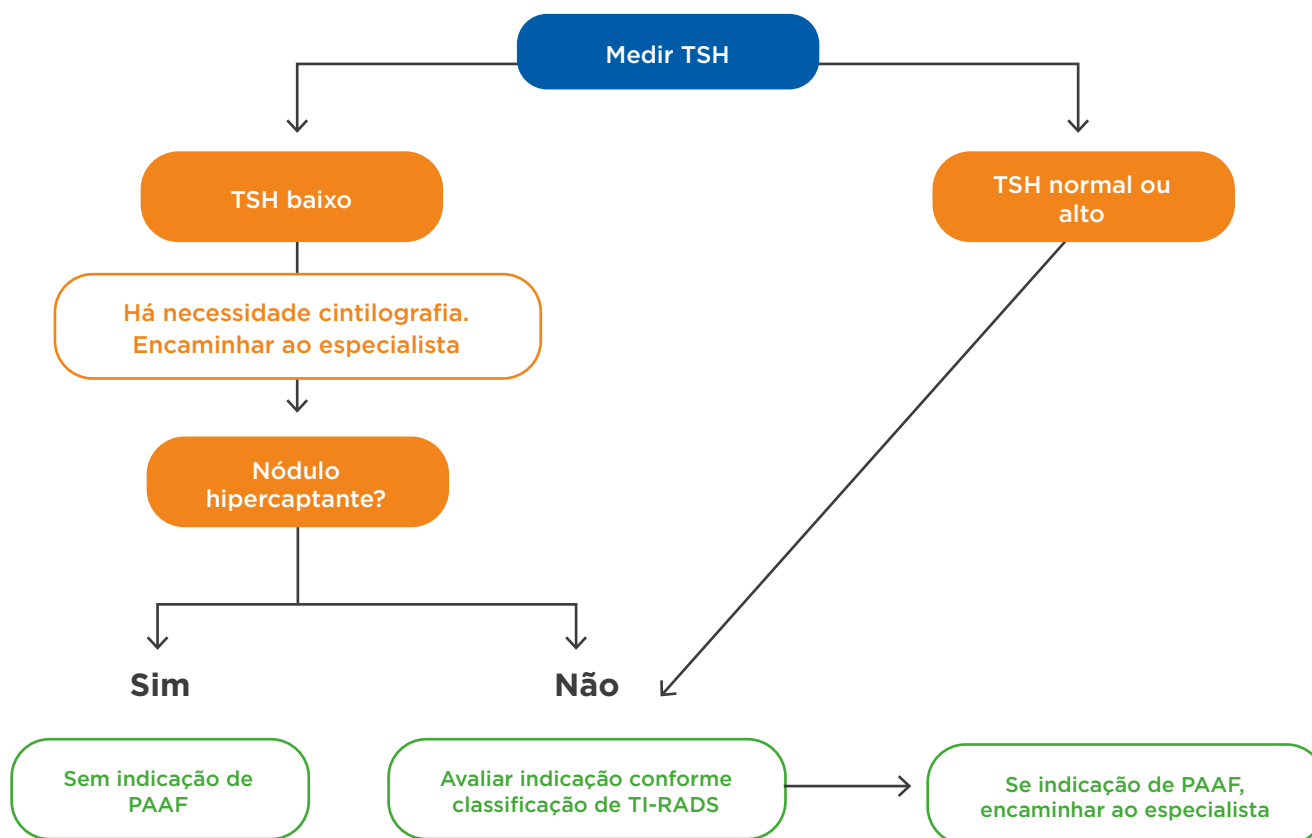 Medir TSH
TSH baixo
TSH normal ou
alto
Há necessidade cintilografia.
Encaminhar ao especialista
Nódulo
hipercaptante?
Sim
Não
Sem indicação de
PAAF
Avaliar indicação conforme
classificação de TI-RADS
Se indicação de PAAF,
encaminhar ao especialista